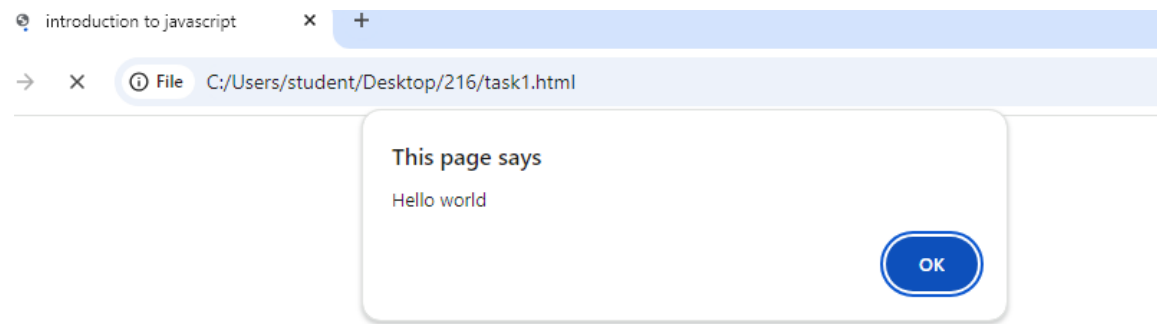 introduction to javascript
File C:/Users/student/Desktop/216/task1.html
This page says
Hello world
OK